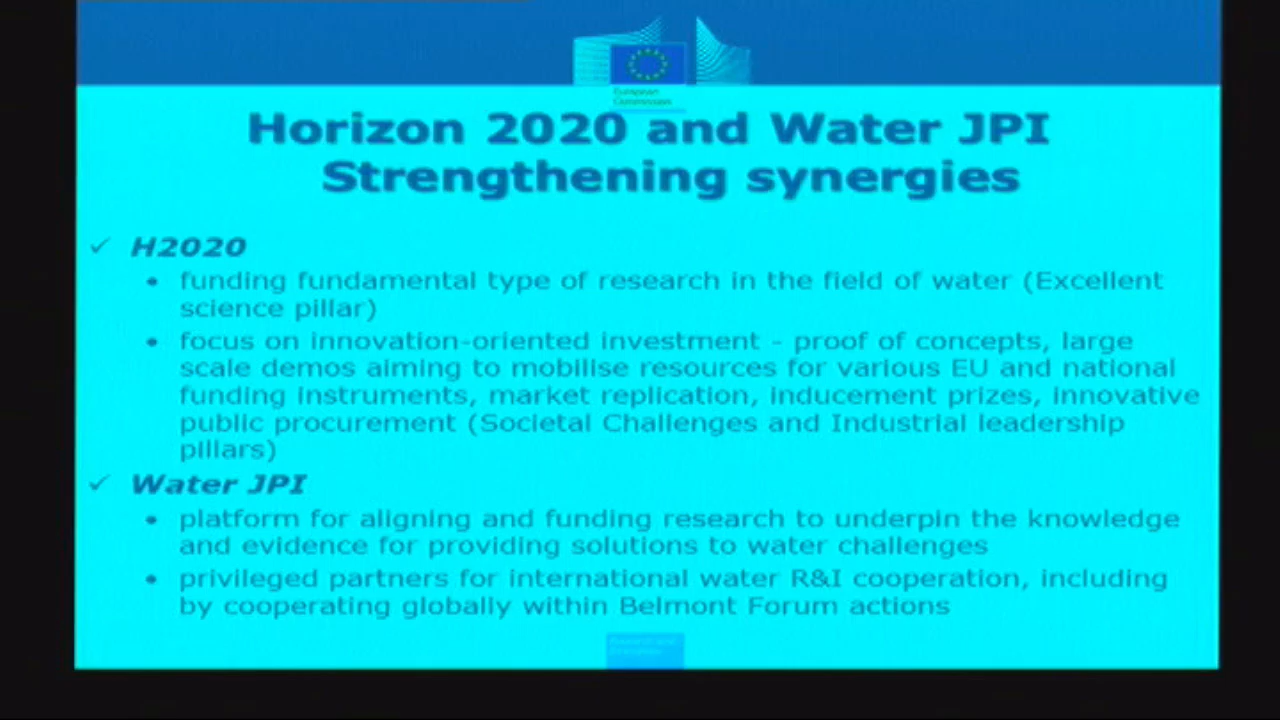 European
Commission
Horizon 2020 and Water JPI
Strengthening synergies
✓ H2020
• funding fundamental type of research in the field of water (Excellent
science pillar)
• focus on innovation-oriented investment - proof of concepts, large
scale demos aiming to mobilise resources for various EU and national
funding instruments, market replication, inducement prizes, innovative
public procurement (Societal Challenges and Industrial leadership
pillars)
✓ Water JPI
• platform for aligning and funding research to underpin the knowledge
and evidence for providing solutions to water challenges
• privileged partners for international water R&I cooperation, including
by cooperating globally within Belmont Forum actions